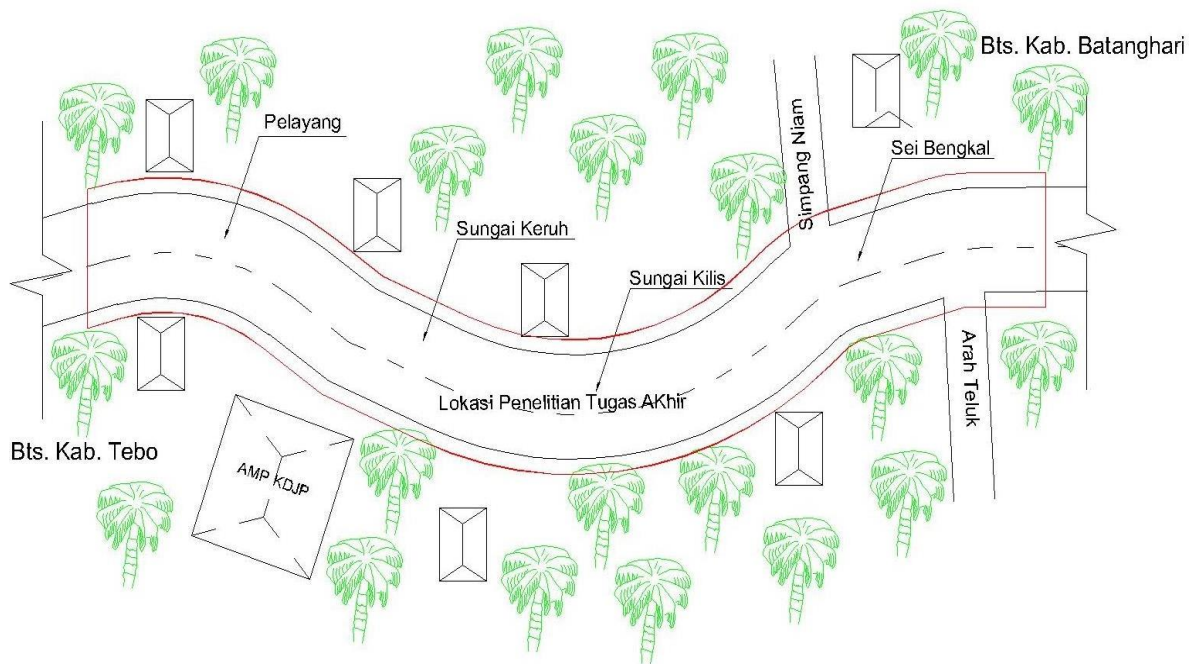 Bts. Kab. Batanghari
Pelayang
Simpang Niam
Sei Bengkal
Sungai Keruh
Sungai Kilis
Lokasi Penelitian Tugas AKhir
Arah Teluk
Bts. Kab. Tebo
AMP KDJP